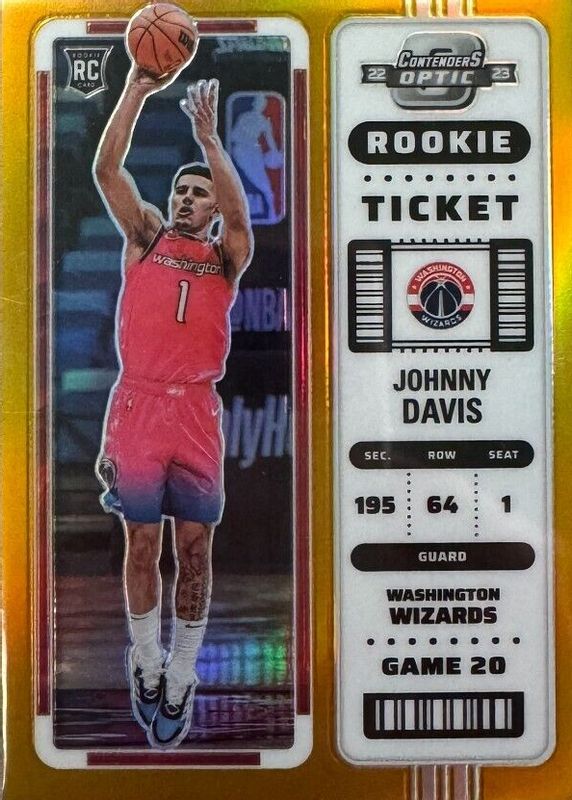 ROOKIE
RC
CARD
Washington
1
NBA
CONTENDERS
22 OPTIC 23
ROOKIE
TICKET
WASHINGTON
WIZARDS
JOHNNY
DAVIS
SEC. ROW SEAT
195 64 1
GUARD
WASHINGTON
WIZARDS
GAME 20